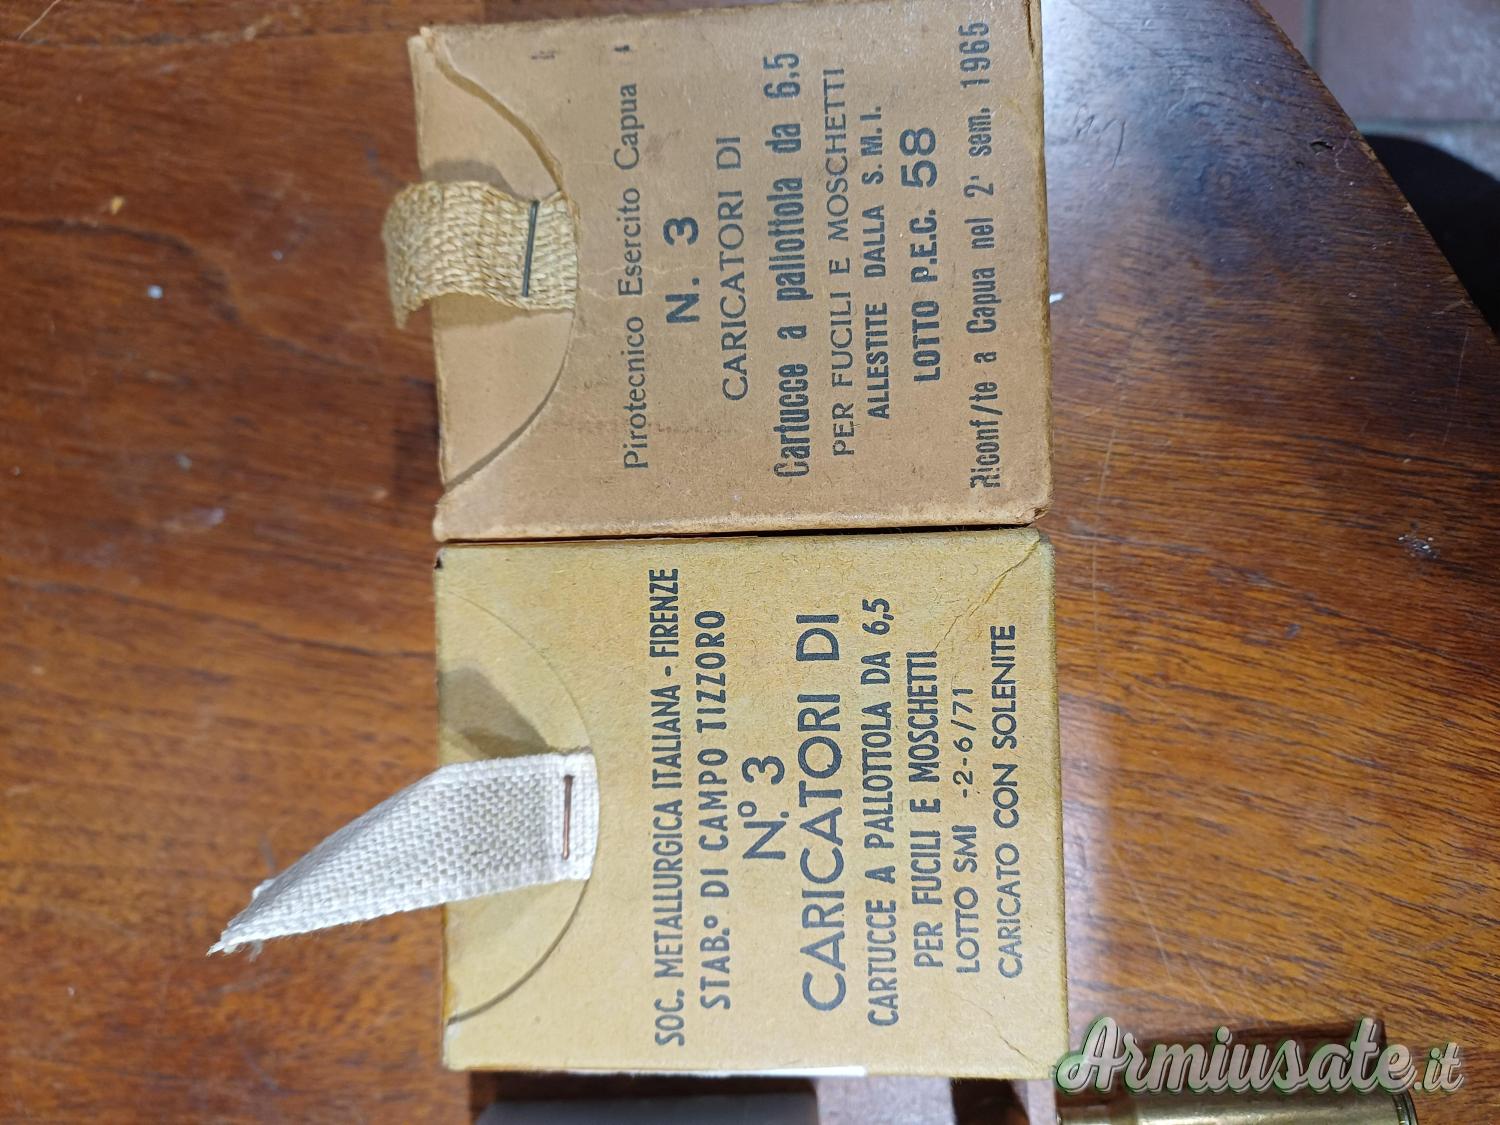 Pirotecnico Esercito Capua
N. 3
CARICATORI DI
Cartucce a pallottola da 6,5
PER FUCILI E MOSCHETTI
ALLESTITE DALLA S.M.I.
LOTTO P.E.C. 58
Riconf/te a Capua nel 2° sem. 1965
SOC. METALLURGICA ITALIANA - FIRENZE
STAB.° DI CAMPO TIZZORO
N.° 3
CARICATORI DI
CARTUCCE A PALLOTTOLA DA 6,5
PER FUCILI E MOSCHETTI
LOTTO SMI -2-6/71
CARICATO CON SOLENITE
Armiusate.it